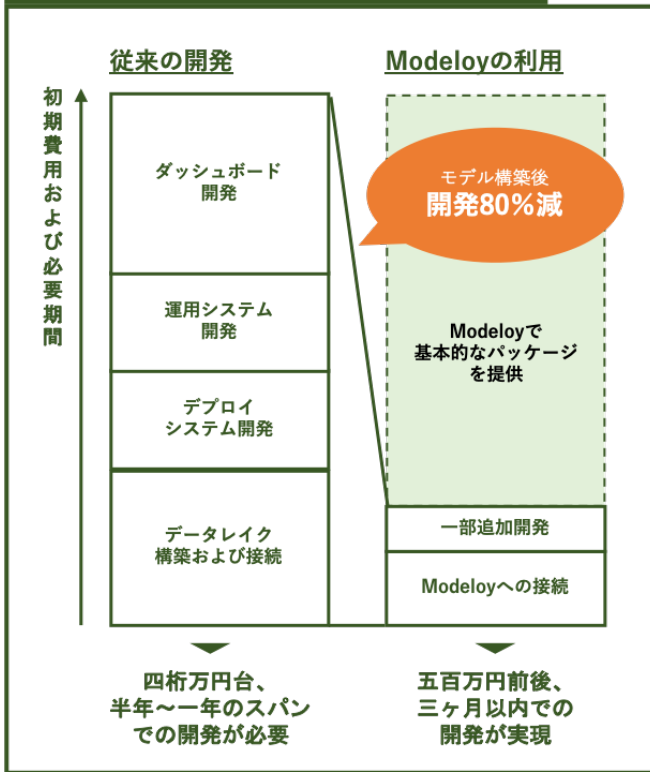 従来の開発
Modeloyの利用
初期費用および必要期間
ダッシュボード
開発
運用システム
開発
デプロイ
システム開発
データレイク
構築および接続
モデル構築後
開発80%減
Modeloyで
基本的なパッケージ
を提供
一部追加開発
Modeloyへの接続
四桁万円台、
半年〜一年のスパン
での開発が必要
五百万円前後、
三ヶ月以内での
開発が実現